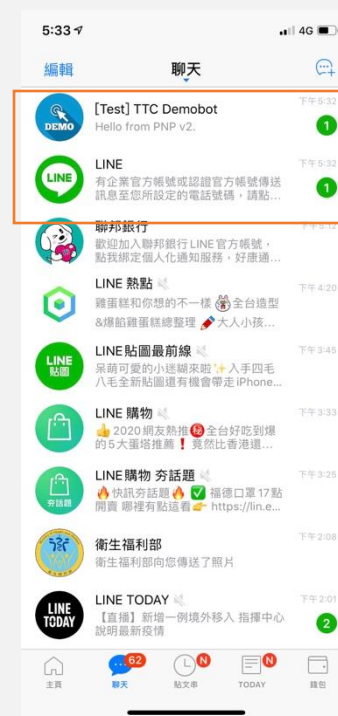 5:33
4G
編輯
聊天
DEMO
[Test] TTC Demobot
下午5:32
Hello from PNP v2.
1
LINE
LINE
下午5:32
有企業官方帳號或認證官方帳號傳送
訊息至您所設定的電話號碼，請點...
1
聯邦銀行
下午5:12
歡迎加入聯邦銀行 LINE 官方帳號，
點我綁定個人化通知服務，好康通...
LINE 熱點
下午4:20
雞蛋糕和你想的不一樣 全台造型
&爆餡雞蛋糕總整理 大人小孩...
LINE
貼圖
LINE貼圖最前線
下午3:45
呆萌可愛的小迷糊來啦✨入手四毛
八毛全新貼圖還有機會帶走 iPhone...
LINE 購物
下午3:33
👍 2020 網友熱推㊙全台好吃到爆
的5大蛋塔推薦❗竟然比香港還...
夯話題
LINE購物 夯話題
下午3:25
🔥快訊夯話題🔥 ✅ 福德口罩 17點
開賣 哪裡有點這看👉 https://lin.e...
衛生福利部
下午2:08
衛生福利部向您傳送了照片
LINE
TODAY
LINE TODAY
下午2:01
【直播】新增一例境外移入 指揮中心
說明最新疫情
2
62
N
N
主頁
聊天
貼文串
TODAY
錢包